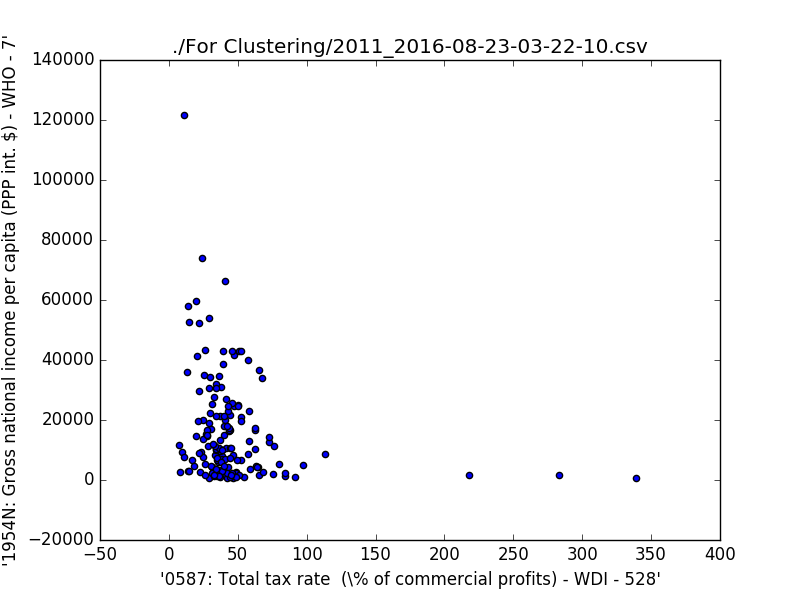 ./For Clustering/2011_2016-08-23-03-22-10.csv
'1954N: Gross national income per capita (PPP int. $) - WHO - 7'
140000
120000
100000
80000
60000
40000
20000
0
−20000
−50 0 50 100 150 200 250 300 350 400
'0587: Total tax rate  (\% of commercial profits) - WDI - 528'